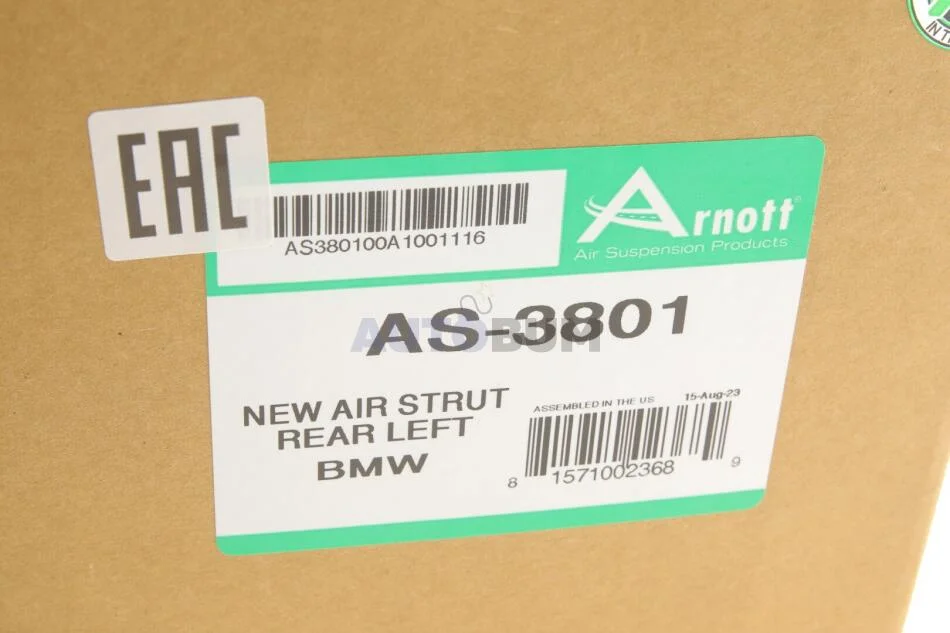 EAC
AS380100A1001116
Arnott®
Air Suspension Products
AS-3801
AUTOBUM
NEW AIR STRUT
REAR LEFT
BMW
ASSEMBLED IN THE US 15-Aug-23
8 1571002368 9